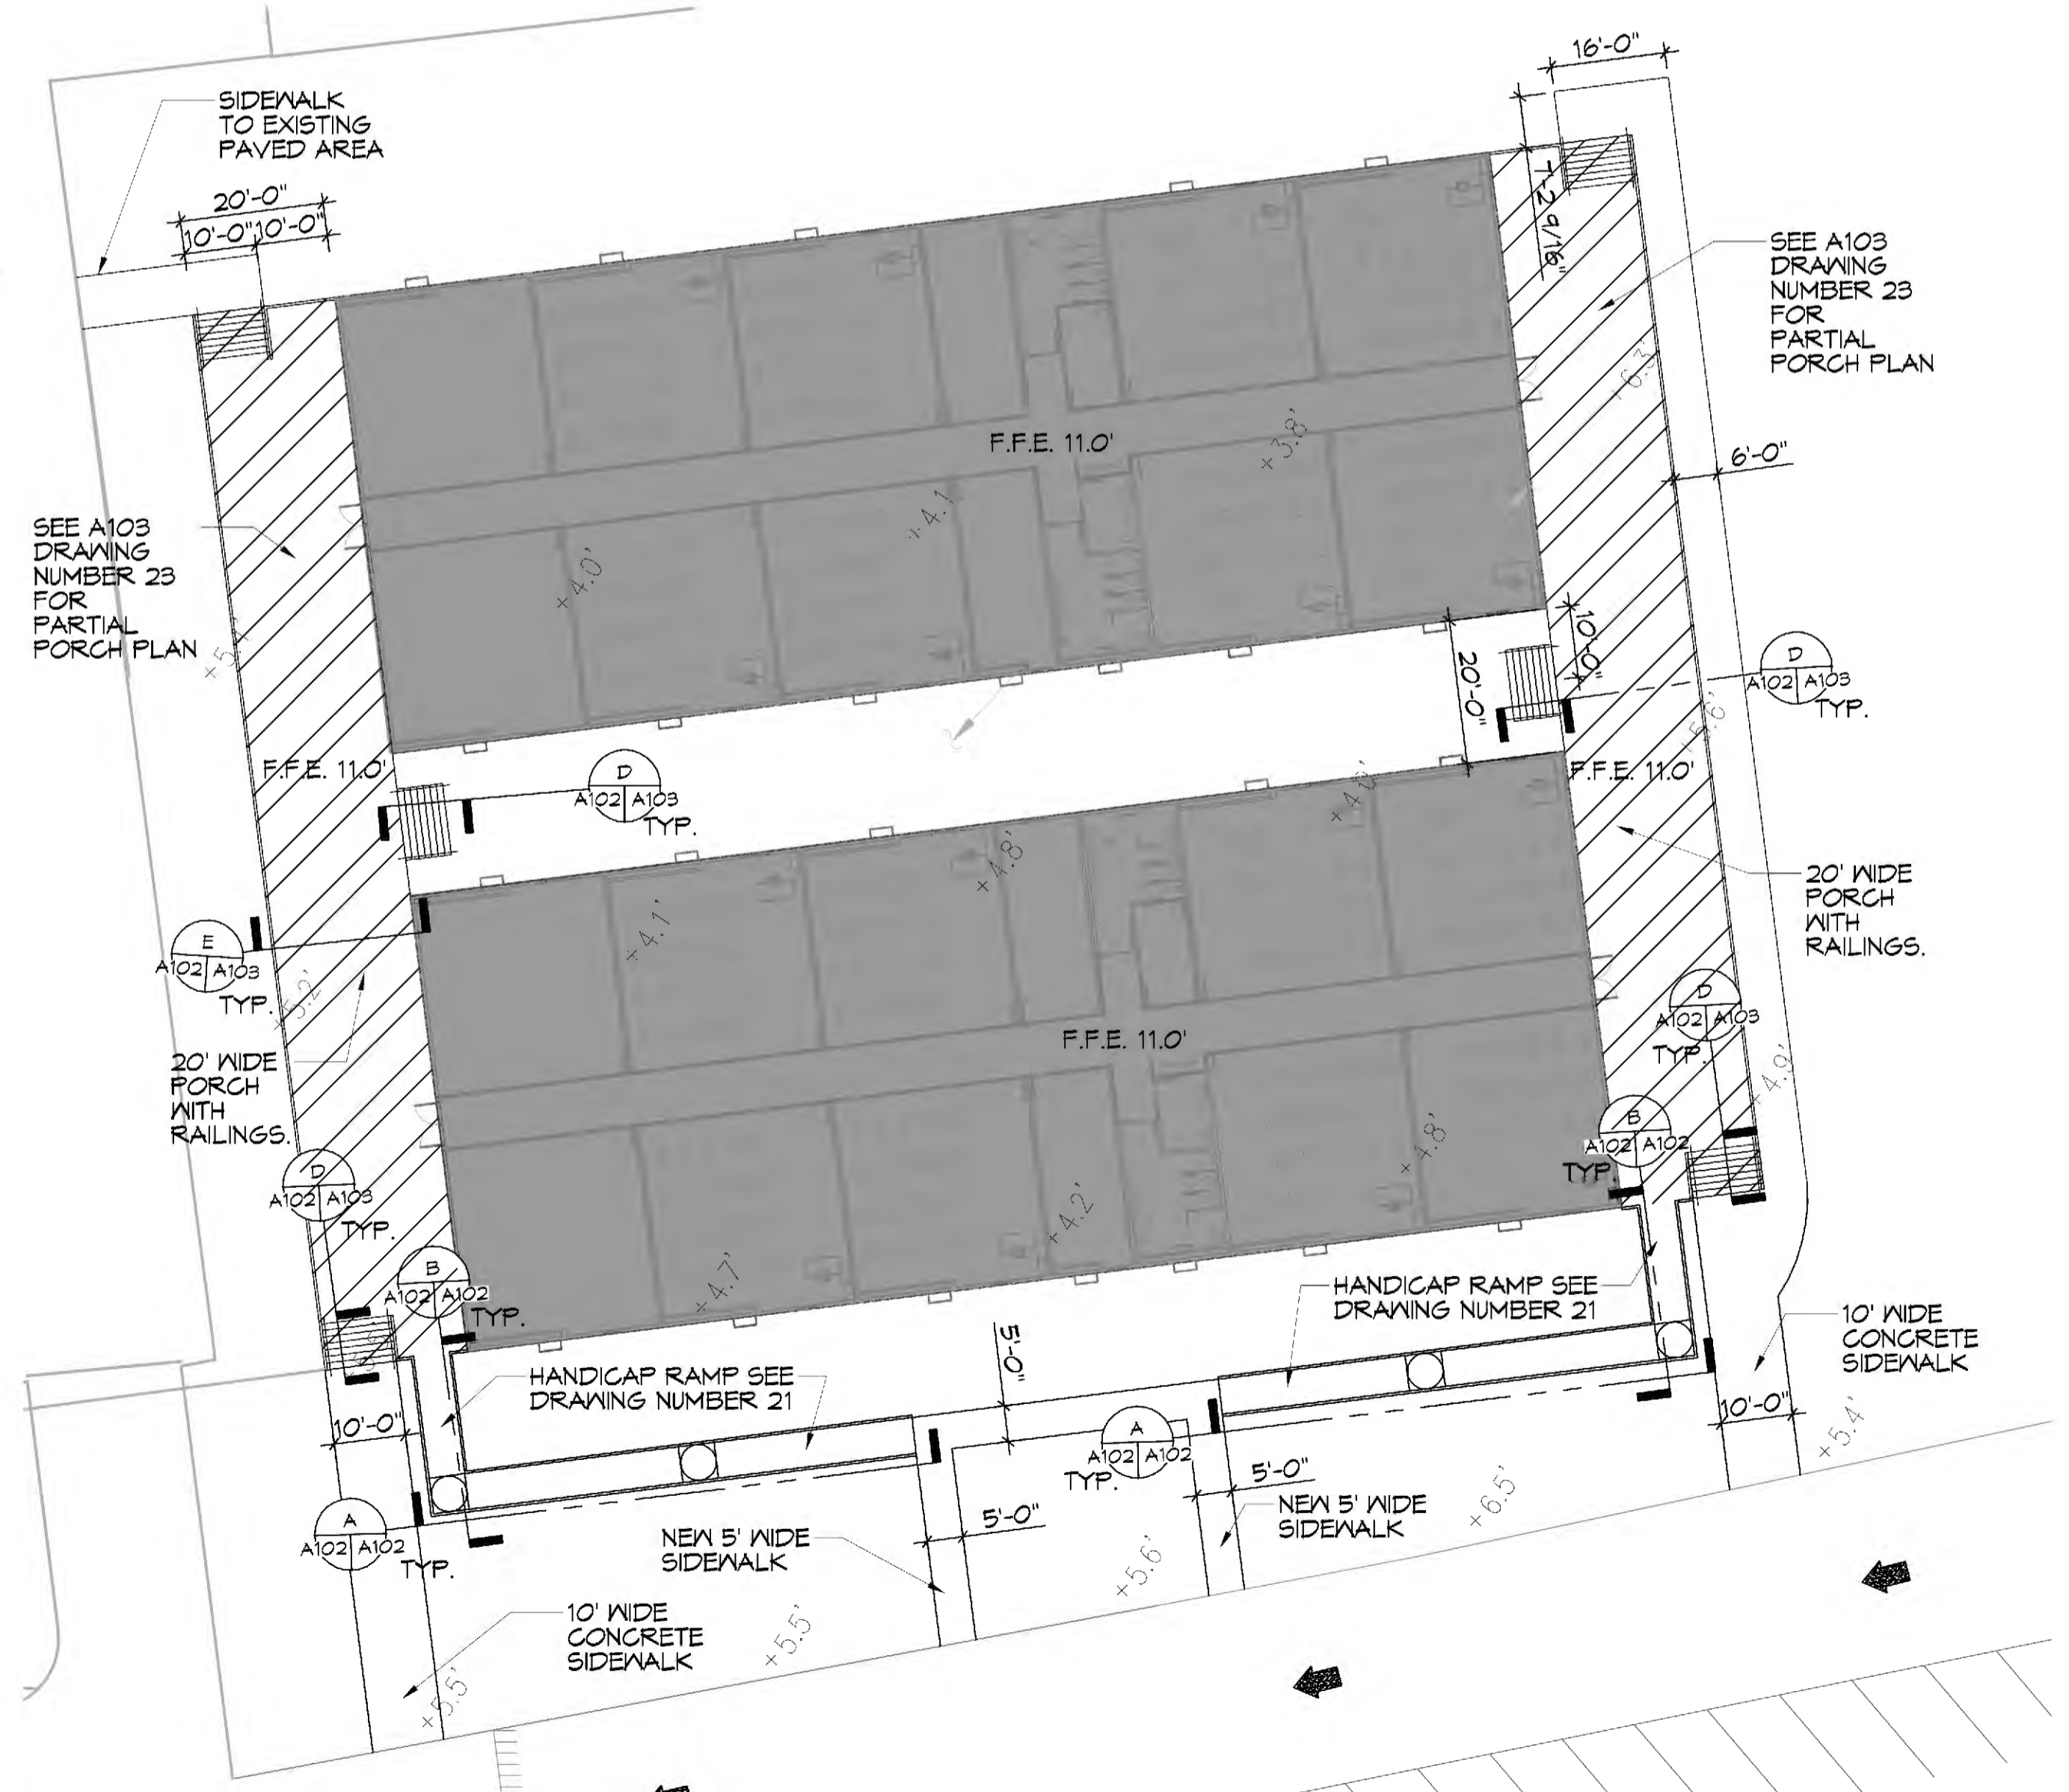 16'-0"
SIDEWALK
TO EXISTING
PAVED AREA
20'-0"
10'-0"
10'-0"
7'-2 9/16"
SEE A103
DRAWING
NUMBER 23
FOR
PARTIAL
PORCH PLAN
+6.3'
F.F.E. 11.0'
+3.8'
6'-0"
+4.1
SEE A103
DRAWING
NUMBER 23
FOR
PARTIAL
PORCH PLAN
+4.0'
10'-0"
20'-0"
D
A102
A103
TYP.
+5.6'
F.F.E. 11.0'
D
A102
A103
TYP.
F.F.E. 11.0'
+4.8'
20' WIDE
PORCH
WITH
RAILINGS.
+4.1'
E
A102
A103
TYP.
+5.2'
D
A102
A103
TYP.
F.F.E. 11.0'
20' WIDE
PORCH
WITH
RAILINGS.
+4.9'
B
A102
A102
TYP.
+4.8'
D
A102
A103
TYP.
+4.2'
B
A102
A102
TYP.
+4.7'
HANDICAP RAMP SEE
DRAWING NUMBER 21
10' WIDE
CONCRETE
SIDEWALK
5'-0"
HANDICAP RAMP SEE
DRAWING NUMBER 21
10'-0"
10'-0"
+5.4'
A
A102
A102
TYP.
5'-0"
NEW 5' WIDE
SIDEWALK
+6.5'
5'-0"
NEW 5' WIDE
SIDEWALK
A
A102
A102
TYP.
+5.6'
10' WIDE
CONCRETE
SIDEWALK
+5.5'
+5.5'